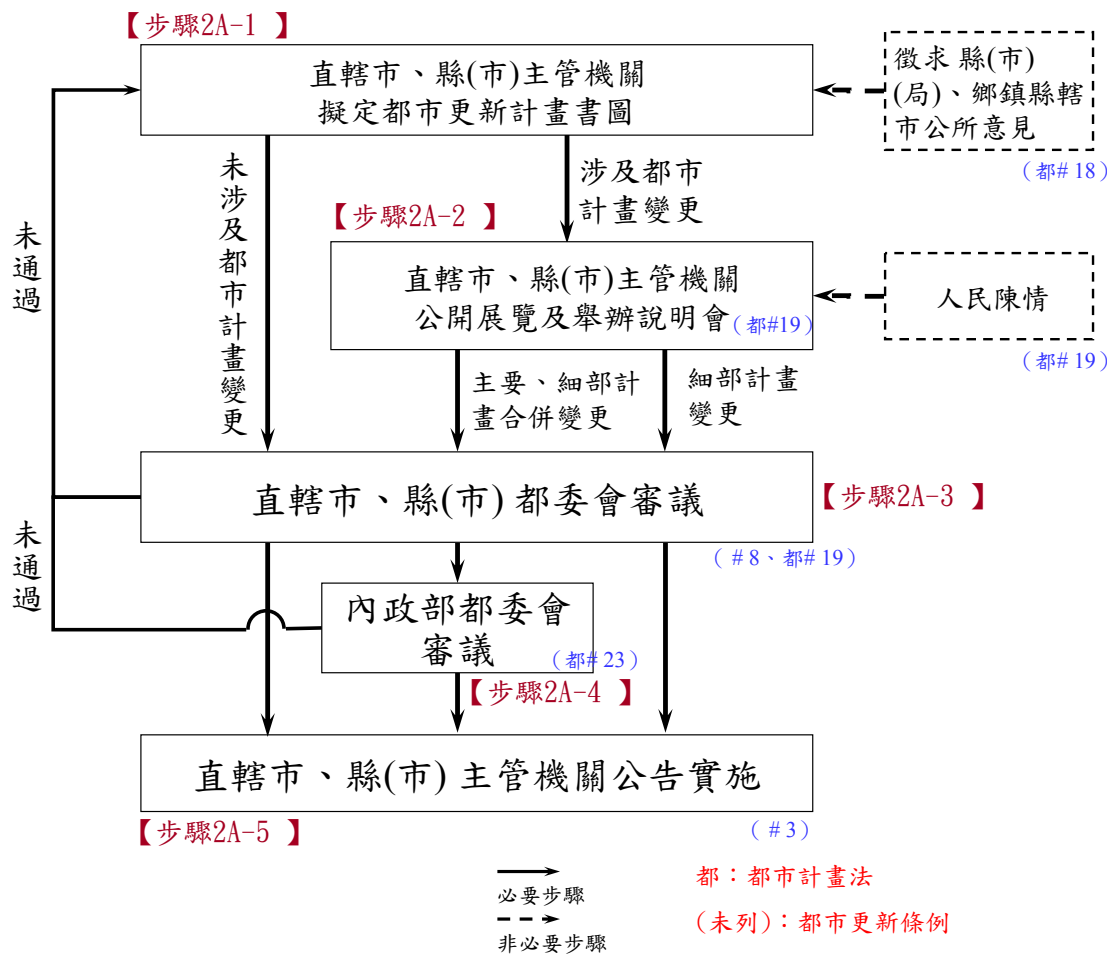 【步驟2A-1 】
直轄市、縣(市)主管機關
擬定都市更新計畫書圖
徵求 縣(市)
(局)、鄉鎮縣轄
市公所意見
(都# 18)
未涉及都市計畫變更
涉及都市
計畫變更
未通過
【步驟2A-2 】
直轄市、縣(市)主管機關
公開展覽及舉辦說明會
(都#19)
人民陳情
(都# 19)
主要、細部計
畫合併變更
細部計畫
變更
直轄市、縣(市) 都委會審議
【步驟2A-3 】
( # 8、都# 19)
未通過
內政部都委會
審議
(都# 23)
【步驟2A-4 】
直轄市、縣(市) 主管機關公告實施
【步驟2A-5 】
( # 3)
必要步驟
非必要步驟
都：都市計畫法
(未列)：都市更新條例